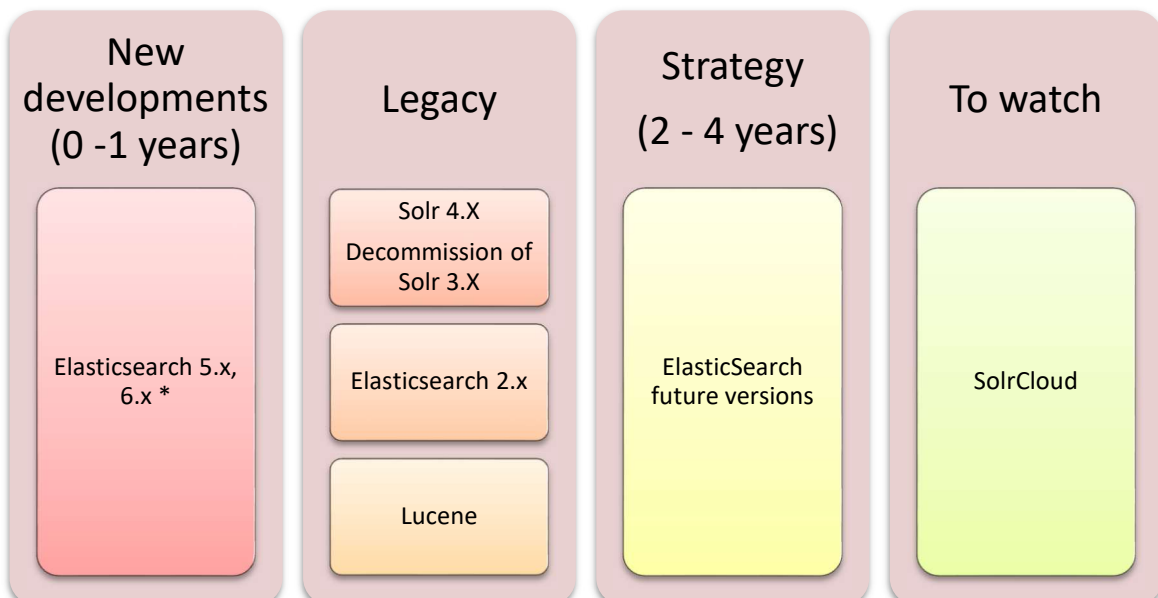 New
developments
(0 -1 years)
Elasticsearch 5.x,
6.x *
Legacy
Solr 4.X
Decommission of
Solr 3.X
Elasticsearch 2.x
Lucene
Strategy
(2 - 4 years)
ElasticSearch
future versions
To watch
SolrCloud